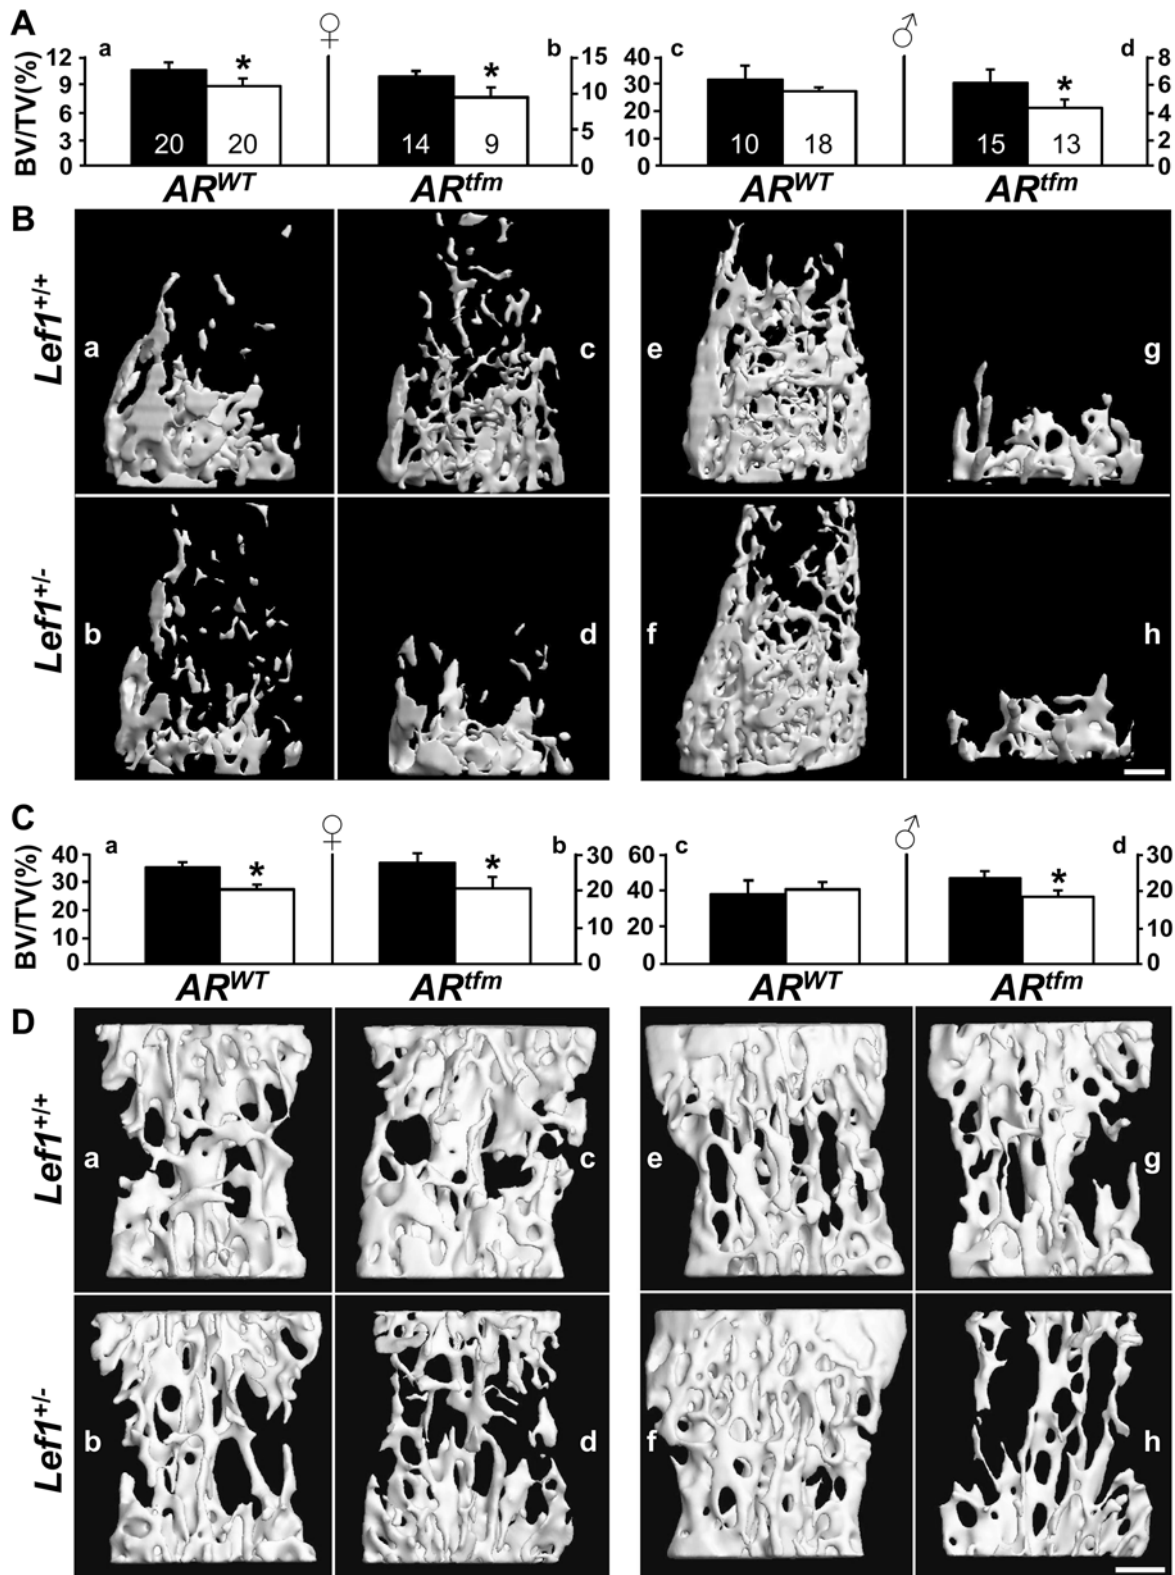 A
a
♀
b
c
♂
d
BV/TV(%)
12
9
6
3
0
*
20
20
*
14
9
15
10
5
0
40
30
20
10
0
10
18
*
15
13
8
6
4
2
0
AR^WT
AR^tfm
AR^WT
AR^tfm
B
Lef1^+/+
a
c
e
g
Lef1^+/-
b
d
f
h
C
a
♀
b
c
♂
d
BV/TV(%)
40
30
20
10
0
*
*
30
20
10
0
60
40
20
0
*
30
20
10
0
AR^WT
AR^tfm
AR^WT
AR^tfm
D
Lef1^+/+
a
c
e
g
Lef1^+/-
b
d
f
h